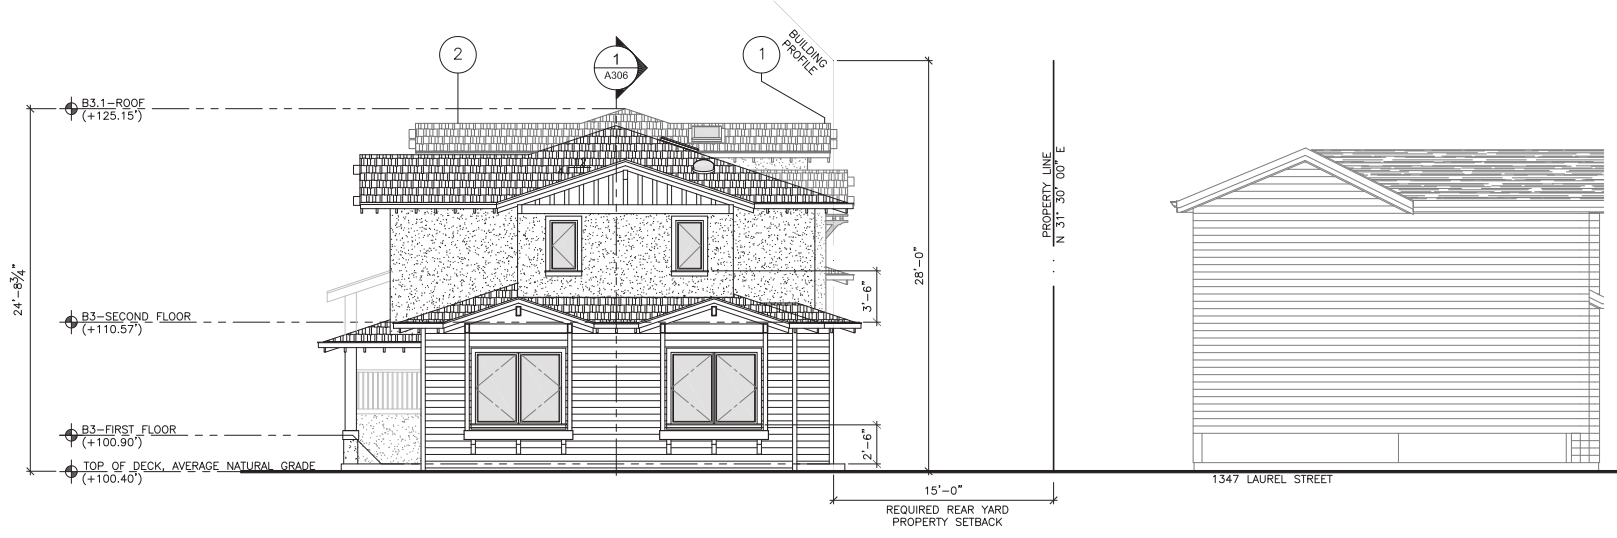 BUILDING
PROFILE
2
1
A306
1
B3.1-ROOF
(+125.15')
24'-8¾"
B3-SECOND FLOOR
(+110.57')
B3-FIRST FLOOR
(+100.90')
TOP OF DECK, AVERAGE NATURAL GRADE
(+100.40')
3'-6"
2'-6"
28'-0"
PROPERTY LINE
N 31° 30' 00" E
15'-0"
REQUIRED REAR YARD
PROPERTY SETBACK
1347 LAUREL STREET